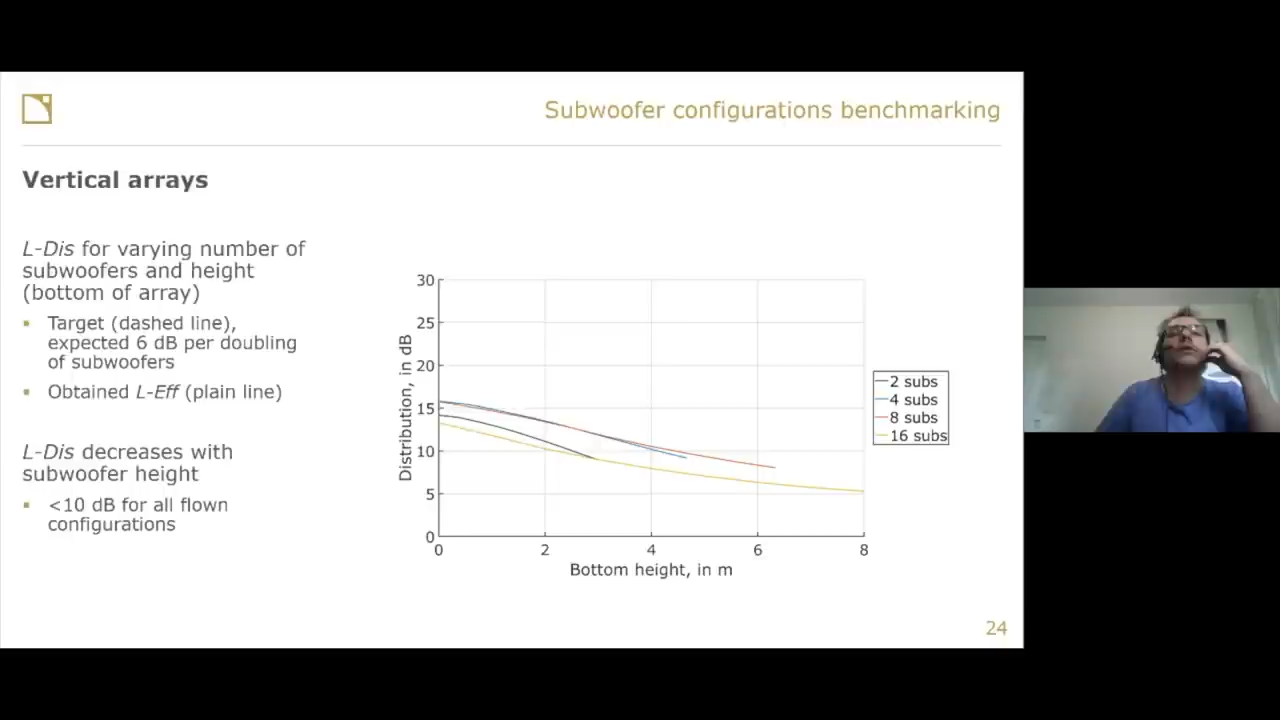 Subwoofer configurations benchmarking
Vertical arrays
L-Dis for varying number of
subwoofers and height
(bottom of array)
Target (dashed line),
expected 6 dB per doubling
of subwoofers
Obtained L-Eff (plain line)
L-Dis decreases with
subwoofer height
<10 dB for all flown
configurations
Distribution, in dB
30
25
20
15
10
5
0
0 2 4 6 8
Bottom height, in m
2 subs
4 subs
8 subs
16 subs
24